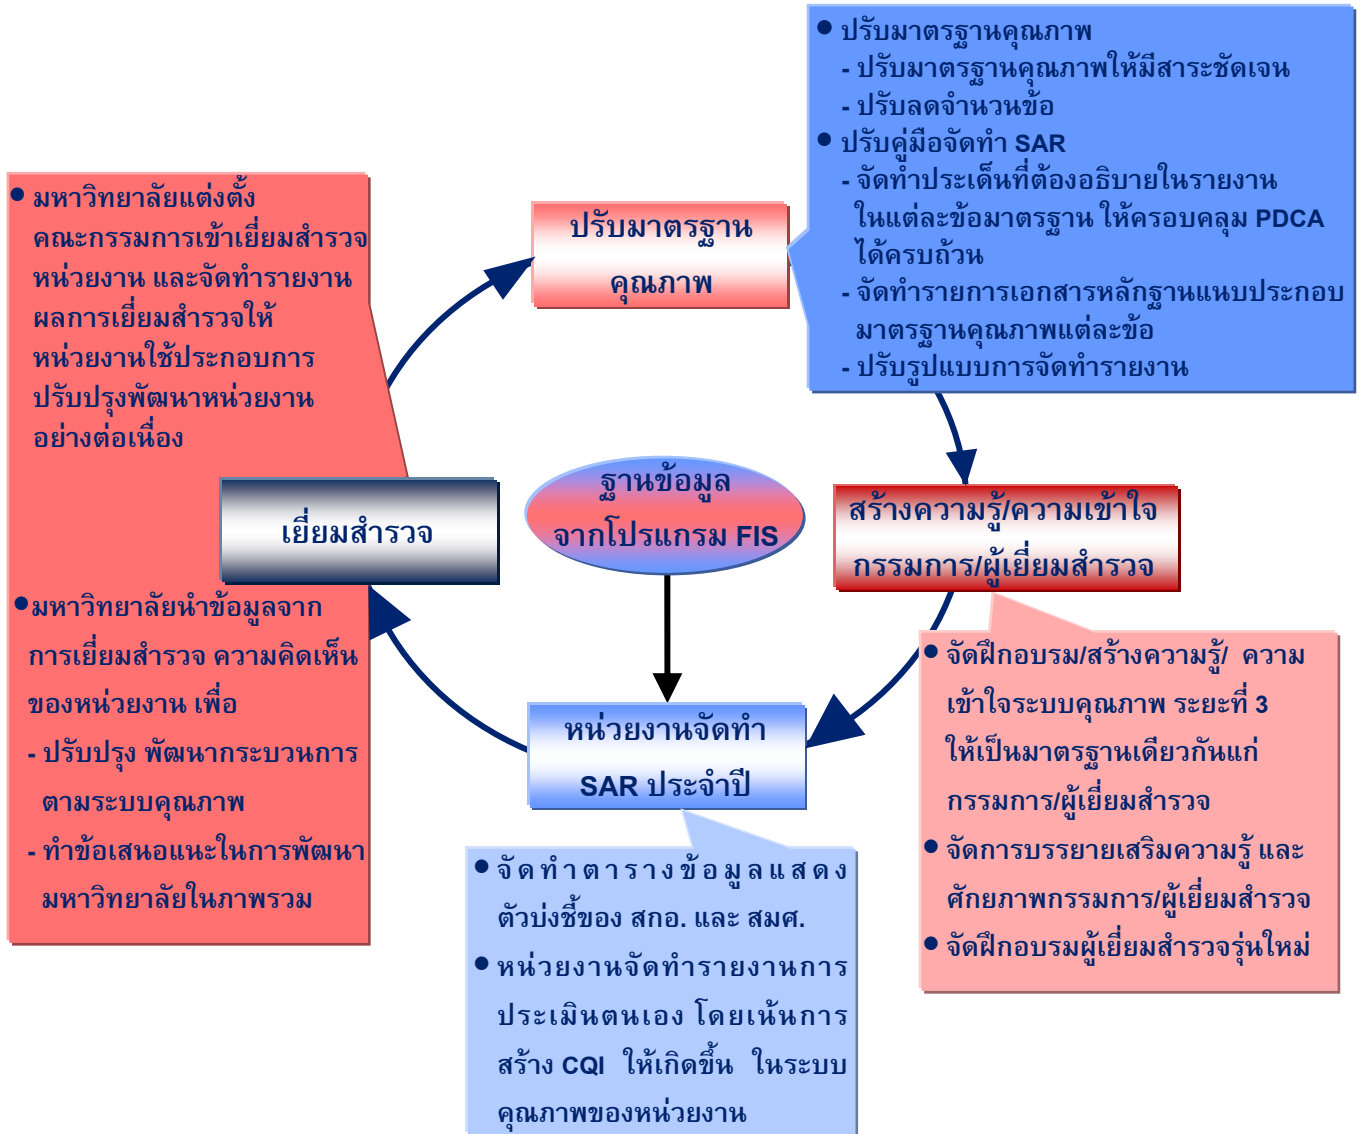 ● ปรับมาตรฐานคุณภาพ
- ปรับมาตรฐานคุณภาพให้มีสาระชัดเจน
- ปรับลดจำนวนข้อ
● ปรับคู่มือจัดทำ SAR
- จัดทำประเด็นที่ต้องอธิบายในรายงาน
ในแต่ละข้อมาตรฐาน ให้ครอบคลุม PDCA
ได้ครบถ้วน
- จัดทำรายการเอกสารหลักฐานแนบประกอบ
มาตรฐานคุณภาพแต่ละข้อ
- ปรับรูปแบบการจัดทำรายงาน
ปรับมาตรฐาน
คุณภาพ
● มหาวิทยาลัยแต่งตั้ง
คณะกรรมการเข้าเยี่ยมสำรวจ
หน่วยงาน และจัดทำรายงาน
ผลการเยี่ยมสำรวจให้
หน่วยงานใช้ประกอบการ
ปรับปรุงพัฒนาหน่วยงาน
อย่างต่อเนื่อง
เยี่ยมสำรวจ
ฐานข้อมูล
จากโปรแกรม FIS
สร้างความรู้/ความเข้าใจ
กรรมการ/ผู้เยี่ยมสำรวจ
● มหาวิทยาลัยนำข้อมูลจาก
การเยี่ยมสำรวจ ความคิดเห็น
ของหน่วยงาน เพื่อ
- ปรับปรุง พัฒนากระบวนการ
ตามระบบคุณภาพ
- ทำข้อเสนอแนะในการพัฒนา
มหาวิทยาลัยในภาพรวม
หน่วยงานจัดทำ
SAR ประจำปี
● จัดฝึกอบรม/สร้างความรู้/ ความ
เข้าใจระบบคุณภาพ ระยะที่ 3
ให้เป็นมาตรฐานเดียวกันแก่
กรรมการ/ผู้เยี่ยมสำรวจ
● จัดการบรรยายเสริมความรู้ และ
ศักยภาพกรรมการ/ผู้เยี่ยมสำรวจ
● จัดฝึกอบรมผู้เยี่ยมสำรวจรุ่นใหม่
● จัดทำตารางข้อมูลแสดง
ตัวบ่งชี้ของ สกอ. และ สมศ.
● หน่วยงานจัดทำรายงานการ
ประเมินตนเอง โดยเน้นการ
สร้าง CQI ให้เกิดขึ้น ในระบบ
คุณภาพของหน่วยงาน